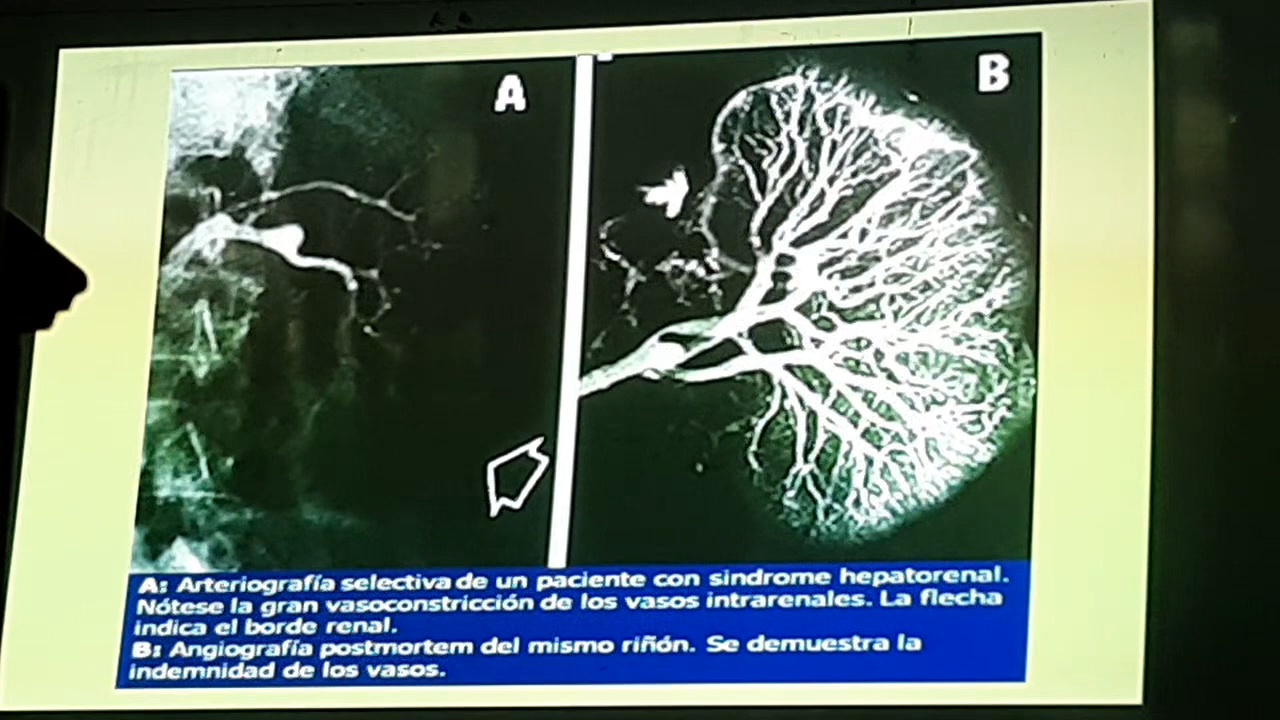 A
B
A: Arteriografía selectiva de un paciente con sindrome hepatorenal.
Nótese la gran vasoconstricción de los vasos intrarenales. La flecha
indica el borde renal.
B: Angiografía postmortem del mismo riñón. Se demuestra la
indemnidad de los vasos.